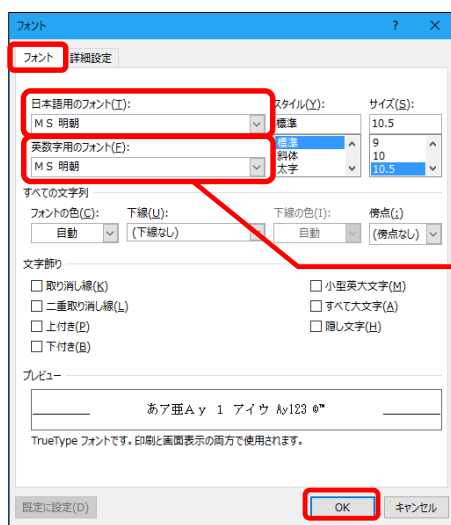 フォント ? ×
フォント 詳細設定
日本語用のフォント(T): スタイル(Y): サイズ(S):
ＭＳ 明朝 標準 10.5
英数字用のフォント(F): 標準 9
ＭＳ 明朝 斜体 10
太字 10.5
すべての文字列
フォントの色(C): 下線(U): 下線の色(I): 傍点(;)
自動 (下線なし) 自動 (傍点なし)
文字飾り
取り消し線(K) 小型英大文字(M)
二重取り消し線(L) すべて大文字(A)
上付き(P) 隠し文字(H)
下付き(B)
プレビュー
あア亜Ａｙ １ アイウ Ay123 ®™
TrueType フォントです。印刷と画面表示の両方で使用されます。
既定に設定(D) OK キャンセル